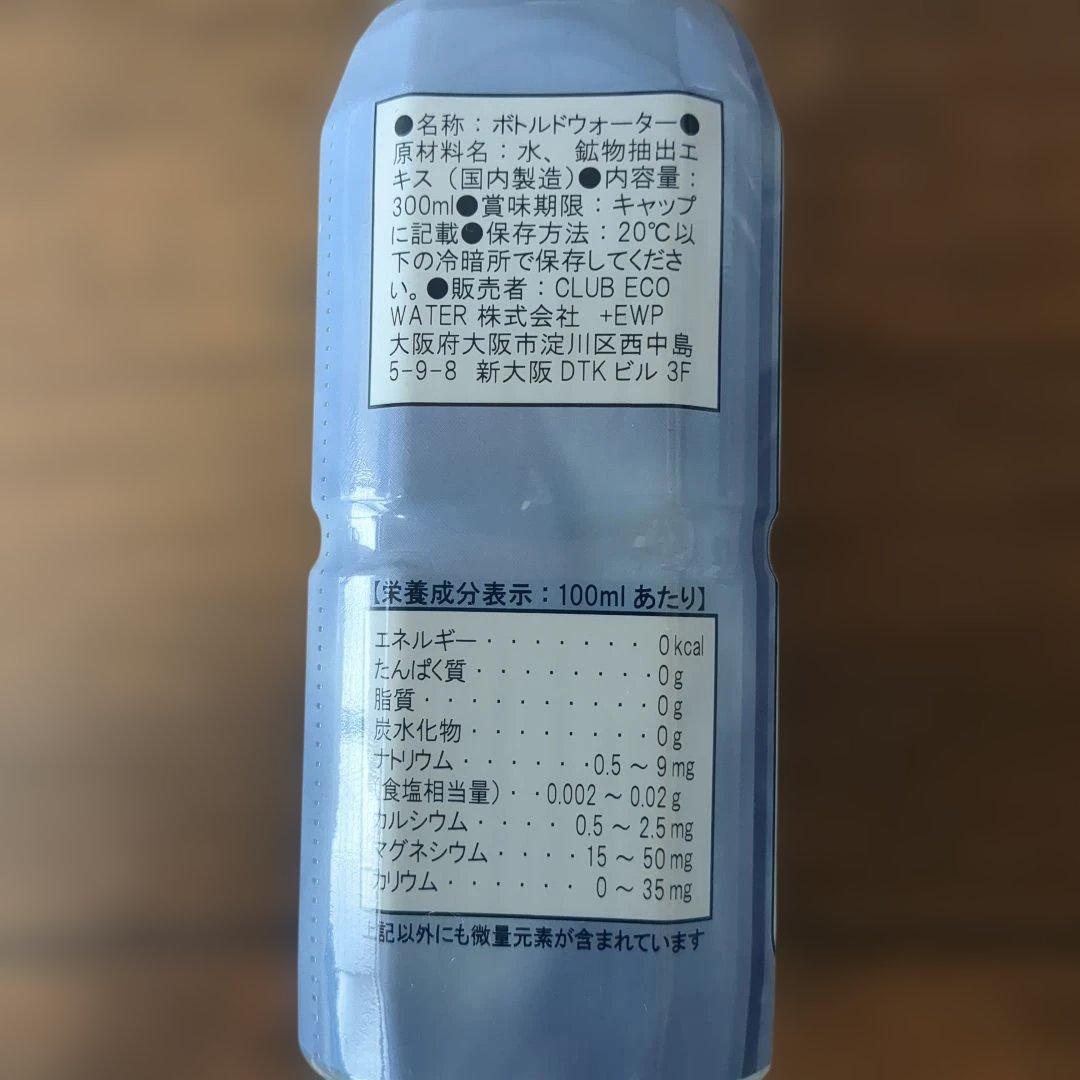 ●名称：ボトルドウォーター●
原材料名：水、鉱物抽出エ
キス（国内製造）●内容量：
300ml●賞味期限：キャップ
に記載●保存方法：20℃以
下の冷暗所で保存してくださ
い。●販売者：CLUB ECO
WATER 株式会社 +EWP
大阪府大阪市淀川区西中島
5-9-8 新大阪 DTK ビル 3F
【栄養成分表示：100ml あたり】
エネルギー・・・・・・・0kcal
たんぱく質・・・・・・・・0g
脂質・・・・・・・・・・0g
炭水化物・・・・・・・・0g
ナトリウム・・・・・・0.5～9mg
（食塩相当量）・・0.002～0.02g
カルシウム・・・・0.5～2.5mg
マグネシウム・・・・15～50mg
カリウム・・・・・・0～35mg
上記以外にも微量元素が含まれています